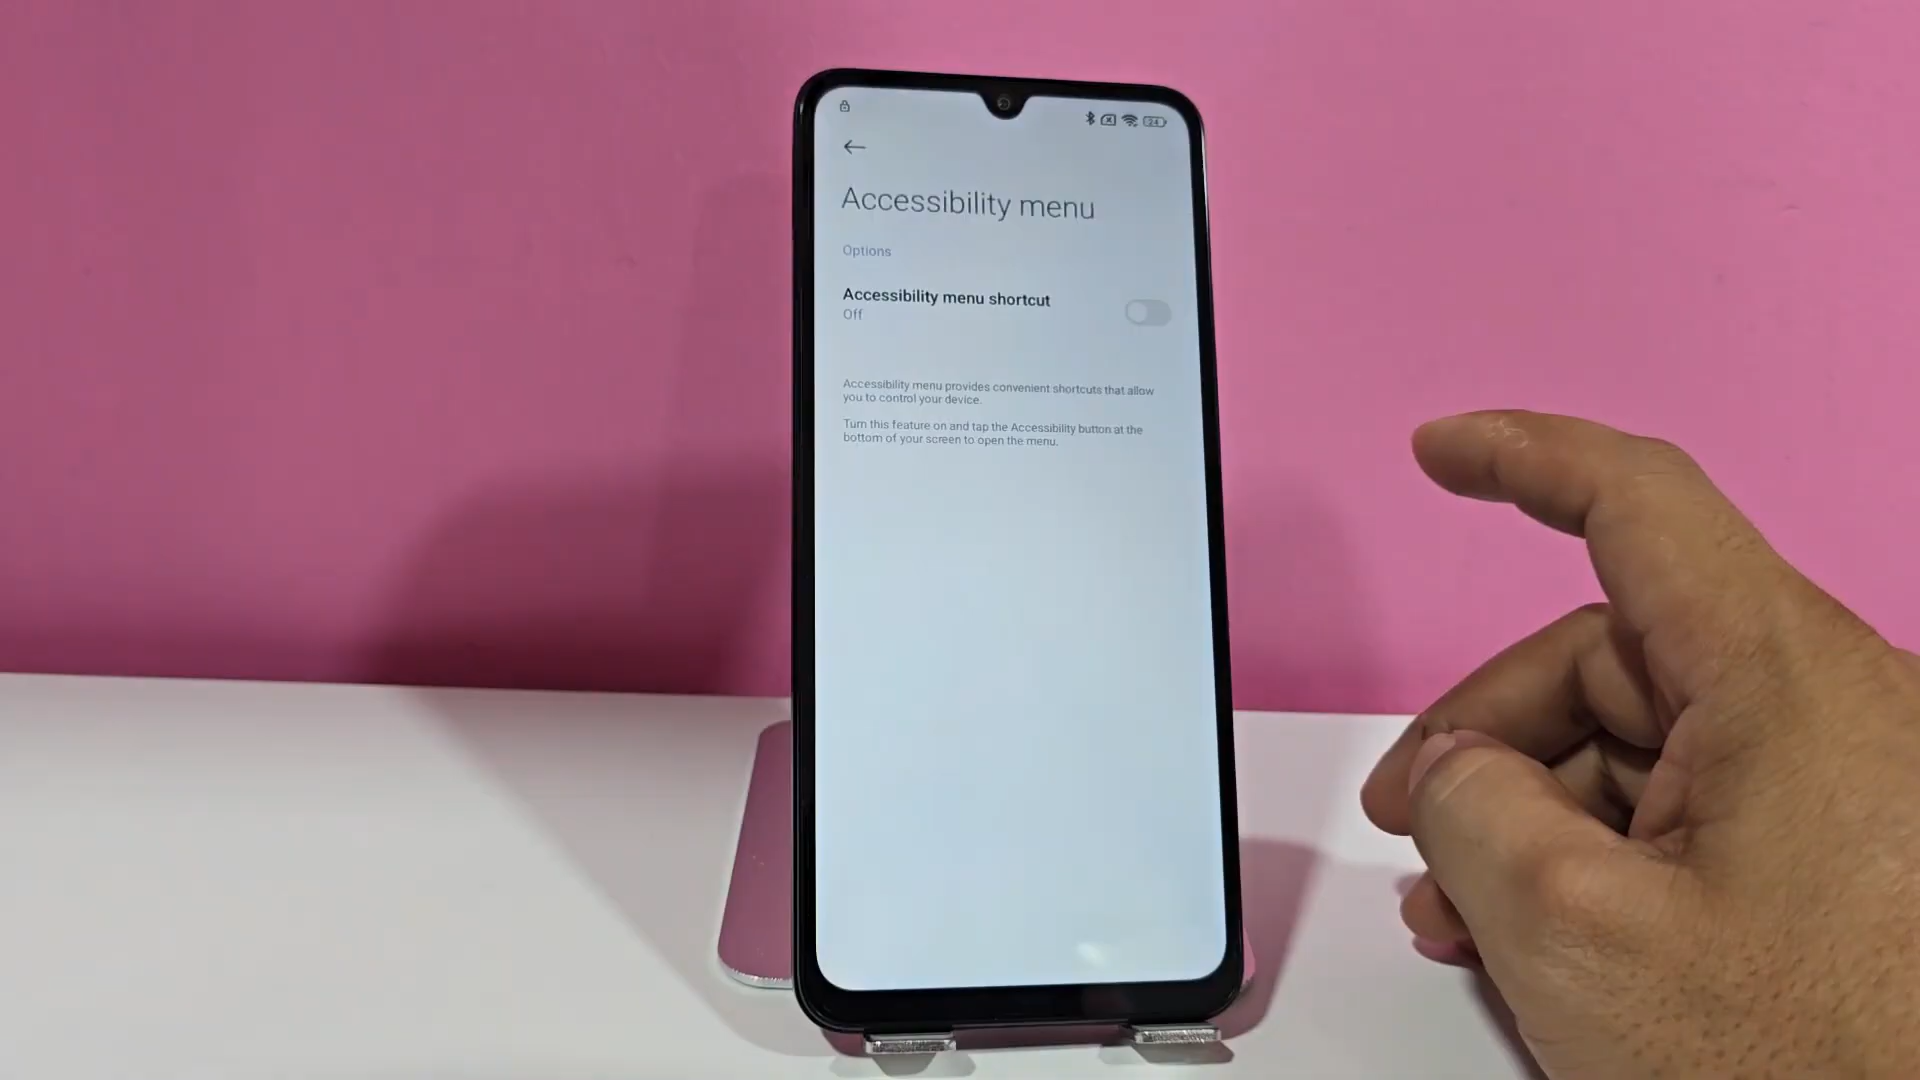 24
Accessibility menu
Options
Accessibility menu shortcut
Off
Accessibility menu provides convenient shortcuts that allow
you to control your device.
Turn this feature on and tap the Accessibility button at the
bottom of your screen to open the menu.